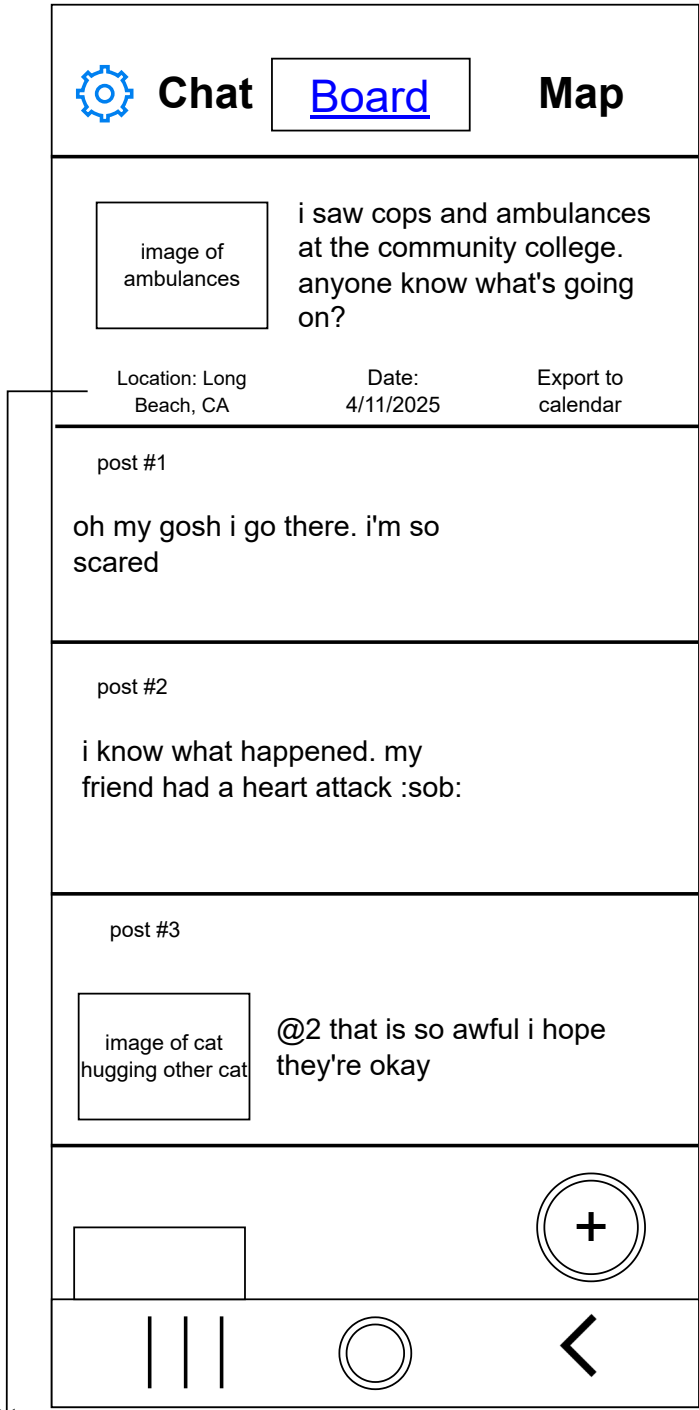 Chat Board Map
image of
ambulances
i saw cops and ambulances
at the community college.
anyone know what's going
on?
Location: Long
Beach, CA
Date:
4/11/2025
Export to
calendar
post #1
oh my gosh i go there. i'm so
scared
post #2
i know what happened. my
friend had a heart attack :sob:
post #3
image of cat
hugging other cat
@2 that is so awful i hope
they're okay
+